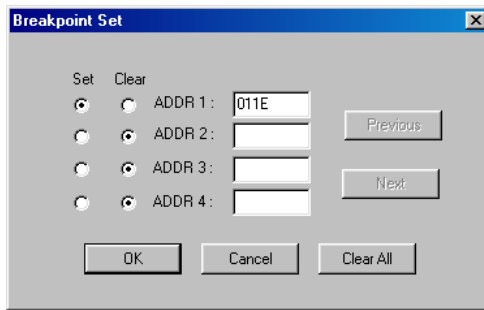 Breakpoint Set
Set Clear
ADDR 1 : 011E
ADDR 2 :
ADDR 3 :
ADDR 4 :
Previous
Next
OK Cancel Clear All